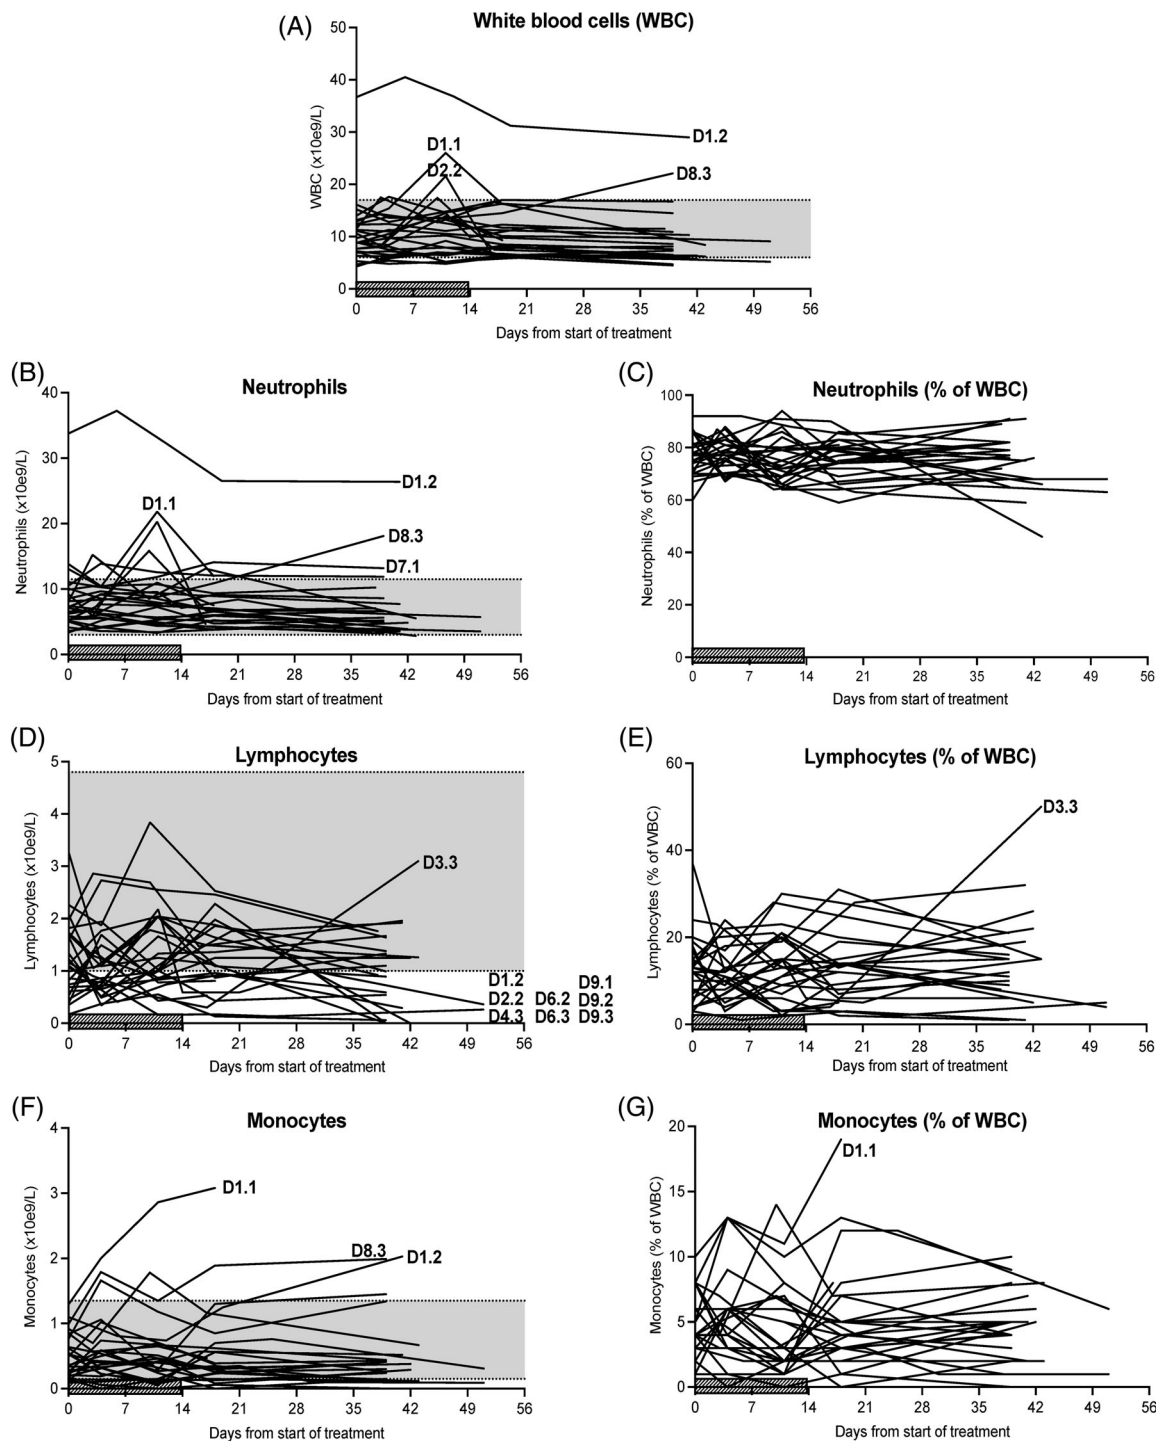 (A)
White blood cells (WBC)
WBC (x10e9/L)
50
40
30
20
10
0
D1.1
D2.2
D1.2
D8.3
0 7 14 21 28 35 42 49 56
Days from start of treatment
(B)
Neutrophils
Neutrophils (x10e9/L)
40
30
20
10
0
D1.1
D1.2
D8.3
D7.1
0 7 14 21 28 35 42 49 56
Days from start of treatment
(C)
Neutrophils (% of WBC)
Neutrophils (% of WBC)
100
80
60
40
20
0
0 7 14 21 28 35 42 49 56
Days from start of treatment
(D)
Lymphocytes
Lymphocytes (x10e9/L)
5
4
3
2
1
0
D3.3
D1.2 D9.1
D2.2 D6.2 D9.2
D4.3 D6.3 D9.3
0 7 14 21 28 35 42 49 56
Days from start of treatment
(E)
Lymphocytes (% of WBC)
Lymphocytes (% of WBC)
60
40
20
0
D3.3
0 7 14 21 28 35 42 49 56
Days from start of treatment
(F)
Monocytes
Monocytes (x10e9/L)
4
3
2
1
0
D1.1
D8.3
D1.2
0 7 14 21 28 35 42 49 56
Days from start of treatment
(G)
Monocytes (% of WBC)
Monocytes (% of WBC)
20
15
10
5
0
D1.1
0 7 14 21 28 35 42 49 56
Days from start of treatment